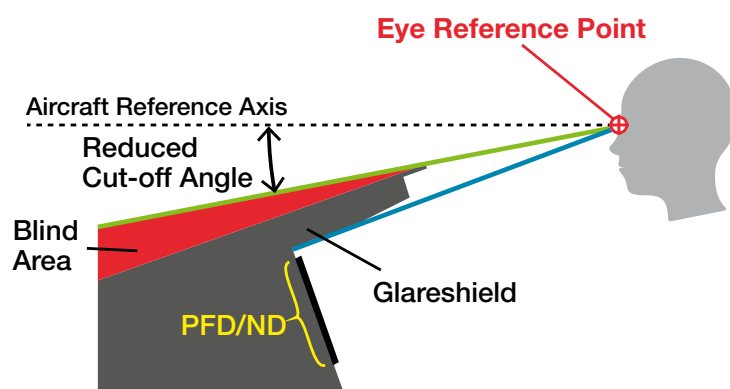 Eye Reference Point
Aircraft Reference Axis
Reduced
Cut-off Angle
Blind
Area
Glareshield
PFD/ND